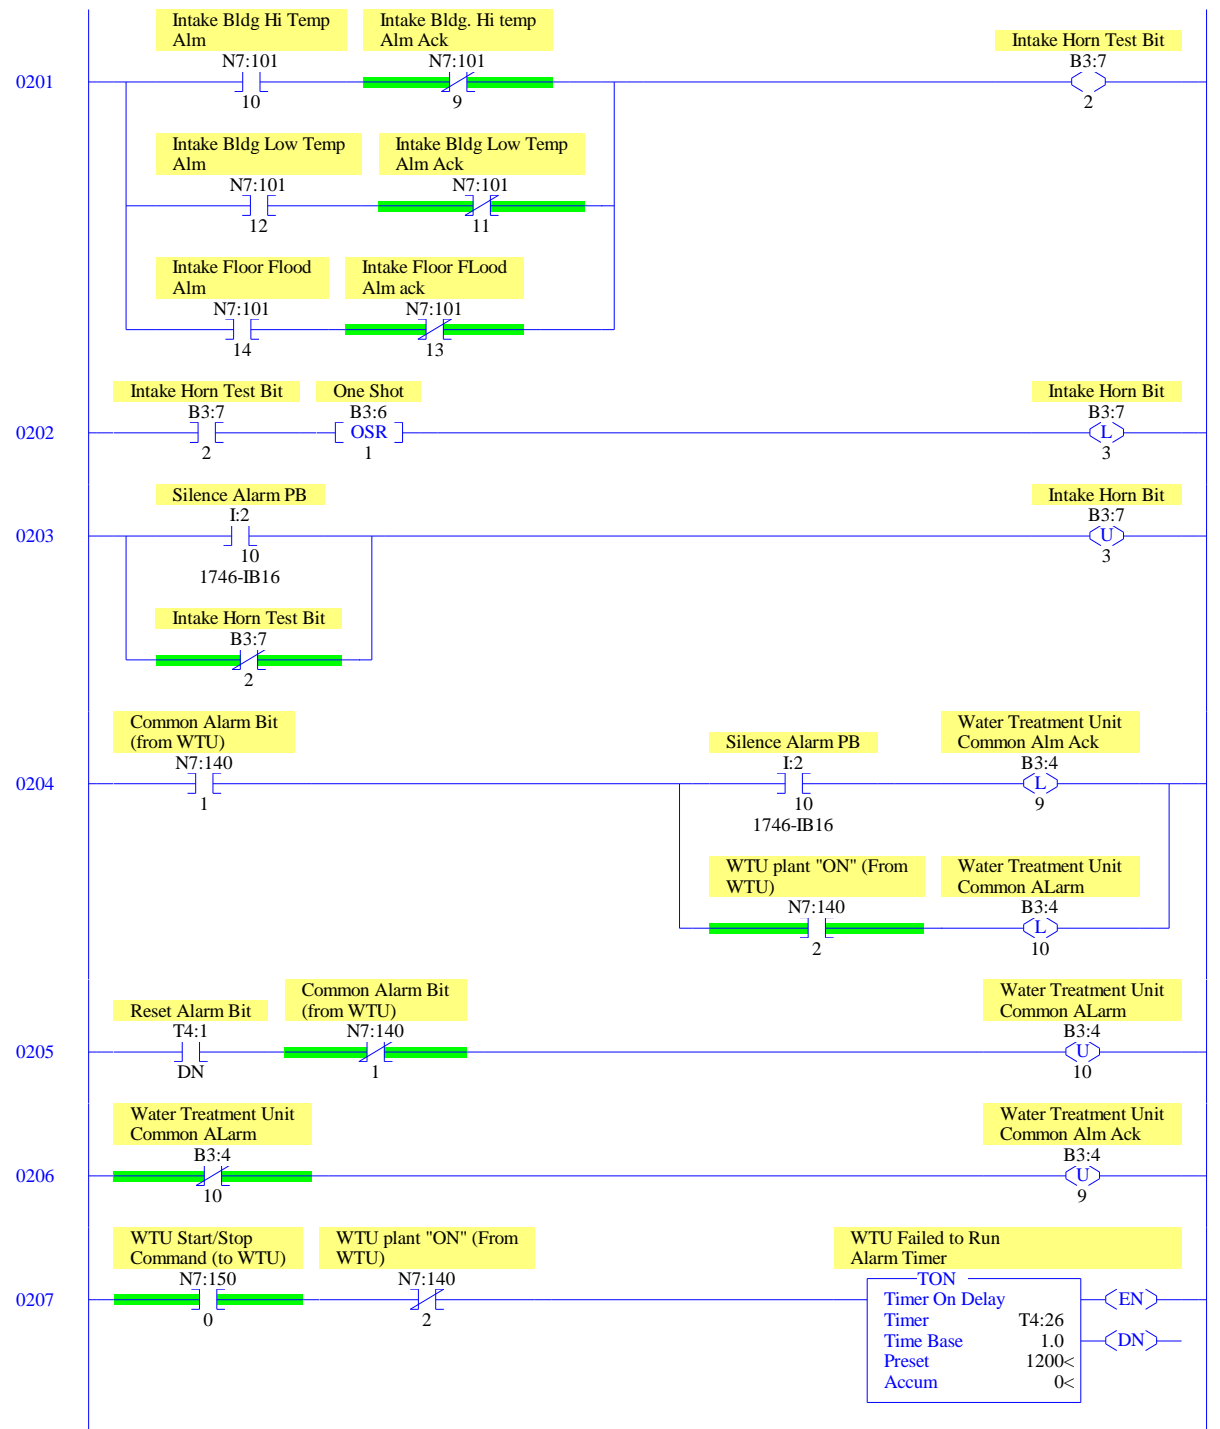 Intake Bldg Hi Temp
Alm
N7:101
10
Intake Bldg. Hi temp
Alm Ack
N7:101
9
Intake Horn Test Bit
B3:7
2
0201
Intake Bldg Low Temp
Alm
N7:101
12
Intake Bldg Low Temp
Alm Ack
N7:101
11
Intake Floor Flood
Alm
N7:101
14
Intake Floor FLood
Alm ack
N7:101
13
0202
Intake Horn Test Bit
B3:7
2
One Shot
B3:6
OSR
1
Intake Horn Bit
B3:7
L
3
0203
Silence Alarm PB
I:2
10
1746-IB16
Intake Horn Bit
B3:7
U
3
Intake Horn Test Bit
B3:7
2
0204
Common Alarm Bit
(from WTU)
N7:140
1
Silence Alarm PB
I:2
10
1746-IB16
Water Treatment Unit
Common Alm Ack
B3:4
L
9
WTU plant "ON" (From
WTU)
N7:140
2
Water Treatment Unit
Common ALarm
B3:4
L
10
0205
Reset Alarm Bit
T4:1
DN
Common Alarm Bit
(from WTU)
N7:140
1
Water Treatment Unit
Common ALarm
B3:4
U
10
0206
Water Treatment Unit
Common ALarm
B3:4
10
Water Treatment Unit
Common Alm Ack
B3:4
U
9
0207
WTU Start/Stop
Command (to WTU)
N7:150
0
WTU plant "ON" (From
WTU)
N7:140
2
WTU Failed to Run
Alarm Timer
TON
Timer On Delay
Timer T4:26
Time Base 1.0
Preset 1200<
Accum 0<
EN
DN